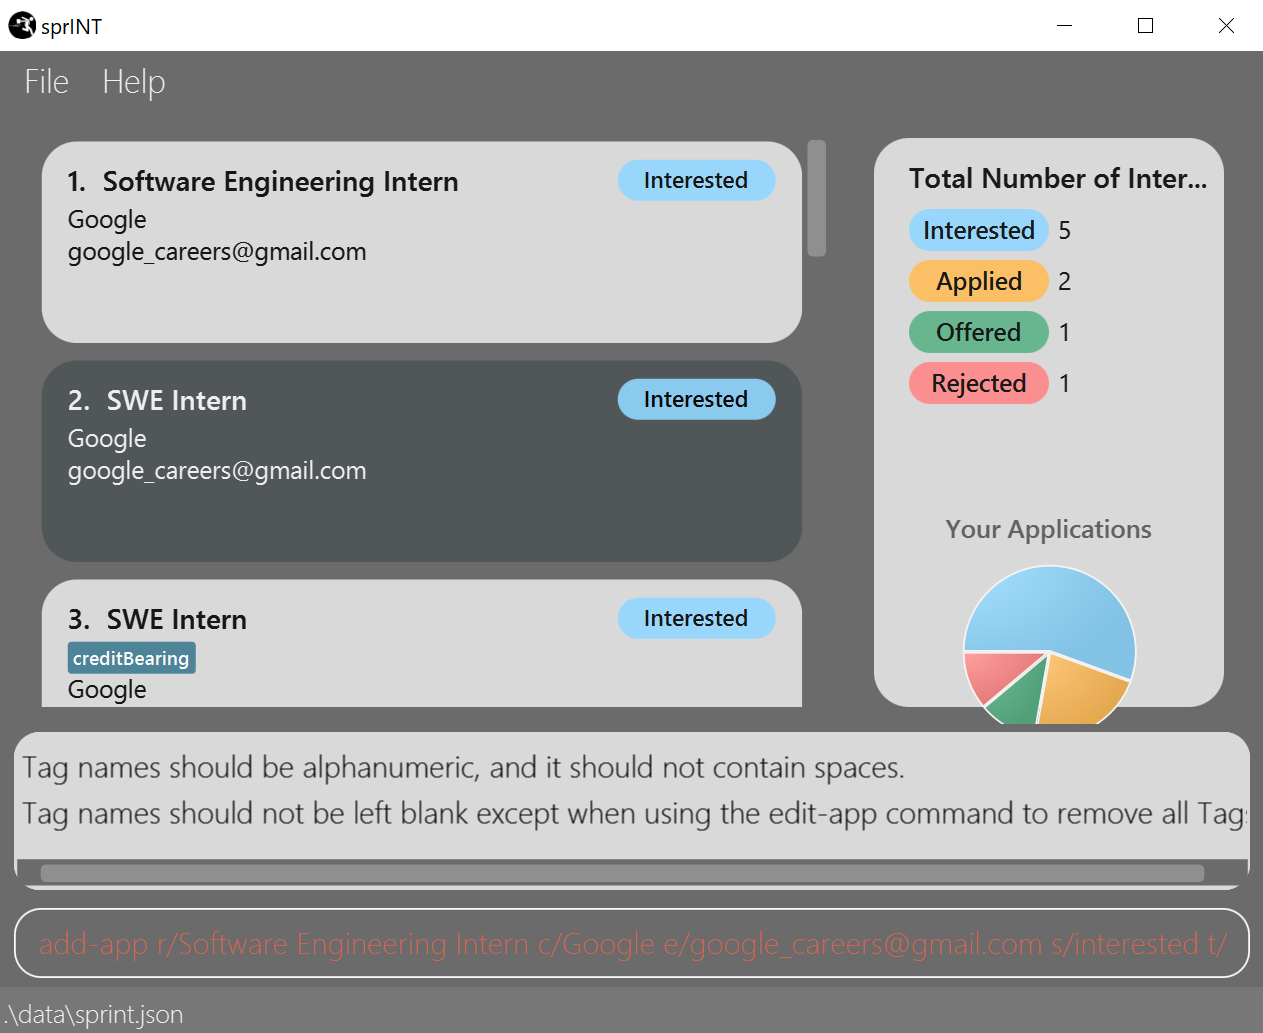 sprINT
File Help
1. Software Engineering Intern
Interested
Google
google_careers@gmail.com
2. SWE Intern
Interested
Google
google_careers@gmail.com
3. SWE Intern
Interested
creditBearing
Google
Total Number of Inter...
Interested 5
Applied 2
Offered 1
Rejected 1
Your Applications
Tag names should be alphanumeric, and it should not contain spaces.
Tag names should not be left blank except when using the edit-app command to remove all Tags
add-app r/Software Engineering Intern c/Google e/google_careers@gmail.com s/interested t/
.\data\sprint.json